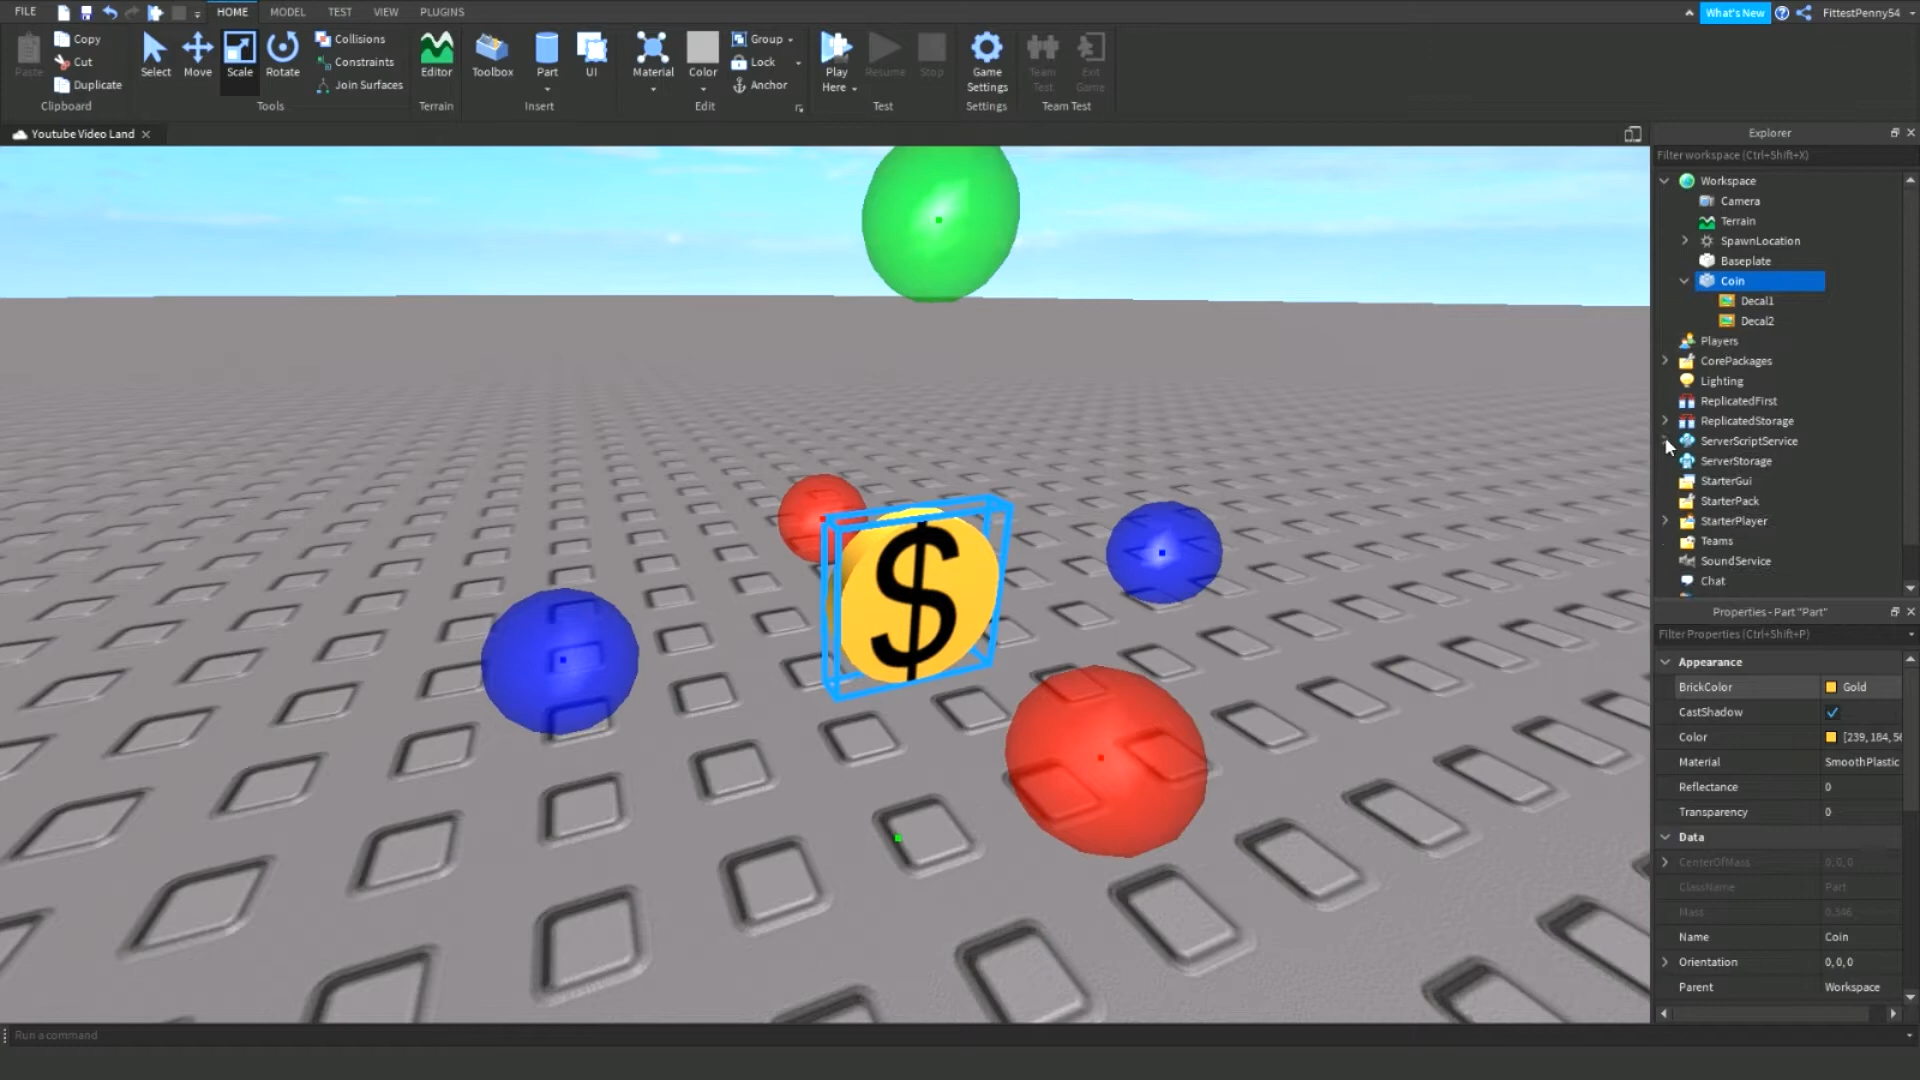 FILE HOME MODEL TEST VIEW PLUGINS What's New FittestPenny54
Paste Copy Cut Duplicate Select Move Scale Rotate Collisions Constraints Join Surfaces Editor Toolbox Part UI Material Color Group Lock Anchor Play Here Resume Stop Game Settings Team Test Exit Game
Clipboard Tools Terrain Insert Edit Test Settings Team Test
Youtube Video Land
Explorer
Filter workspace (Ctrl+Shift+X)
Workspace
Camera
Terrain
SpawnLocation
Baseplate
Coin
Decal1
Decal2
Players
CorePackages
Lighting
ReplicatedFirst
ReplicatedStorage
ServerScriptService
ServerStorage
StarterGui
StarterPack
StarterPlayer
Teams
SoundService
Chat
$
Properties - Part "Part"
Filter Properties (Ctrl+Shift+P)
Appearance
BrickColor Gold
CastShadow
Color [239, 184, 56
Material SmoothPlastic
Reflectance 0
Transparency 0
Data
CenterOfMass 0, 0, 0
ClassName Part
Mass 0.346
Name Coin
Orientation 0, 0, 0
Parent Workspace
Run a command